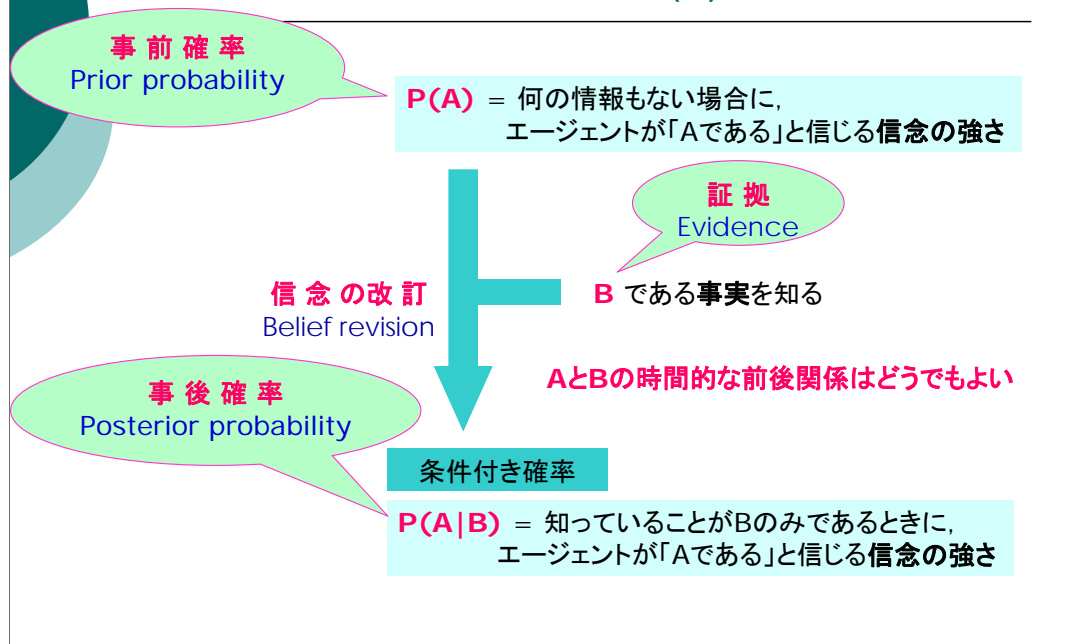 事前確率
Prior probability
P(A) = 何の情報もない場合に,
エージェントが「Aである」と信じる信念の強さ
証拠
Evidence
B である事実を知る
信念の改訂
Belief revision
AとBの時間的な前後関係はどうでもよい
事後確率
Posterior probability
条件付き確率
P(A|B) = 知っていることがBのみであるときに,
エージェントが「Aである」と信じる信念の強さ